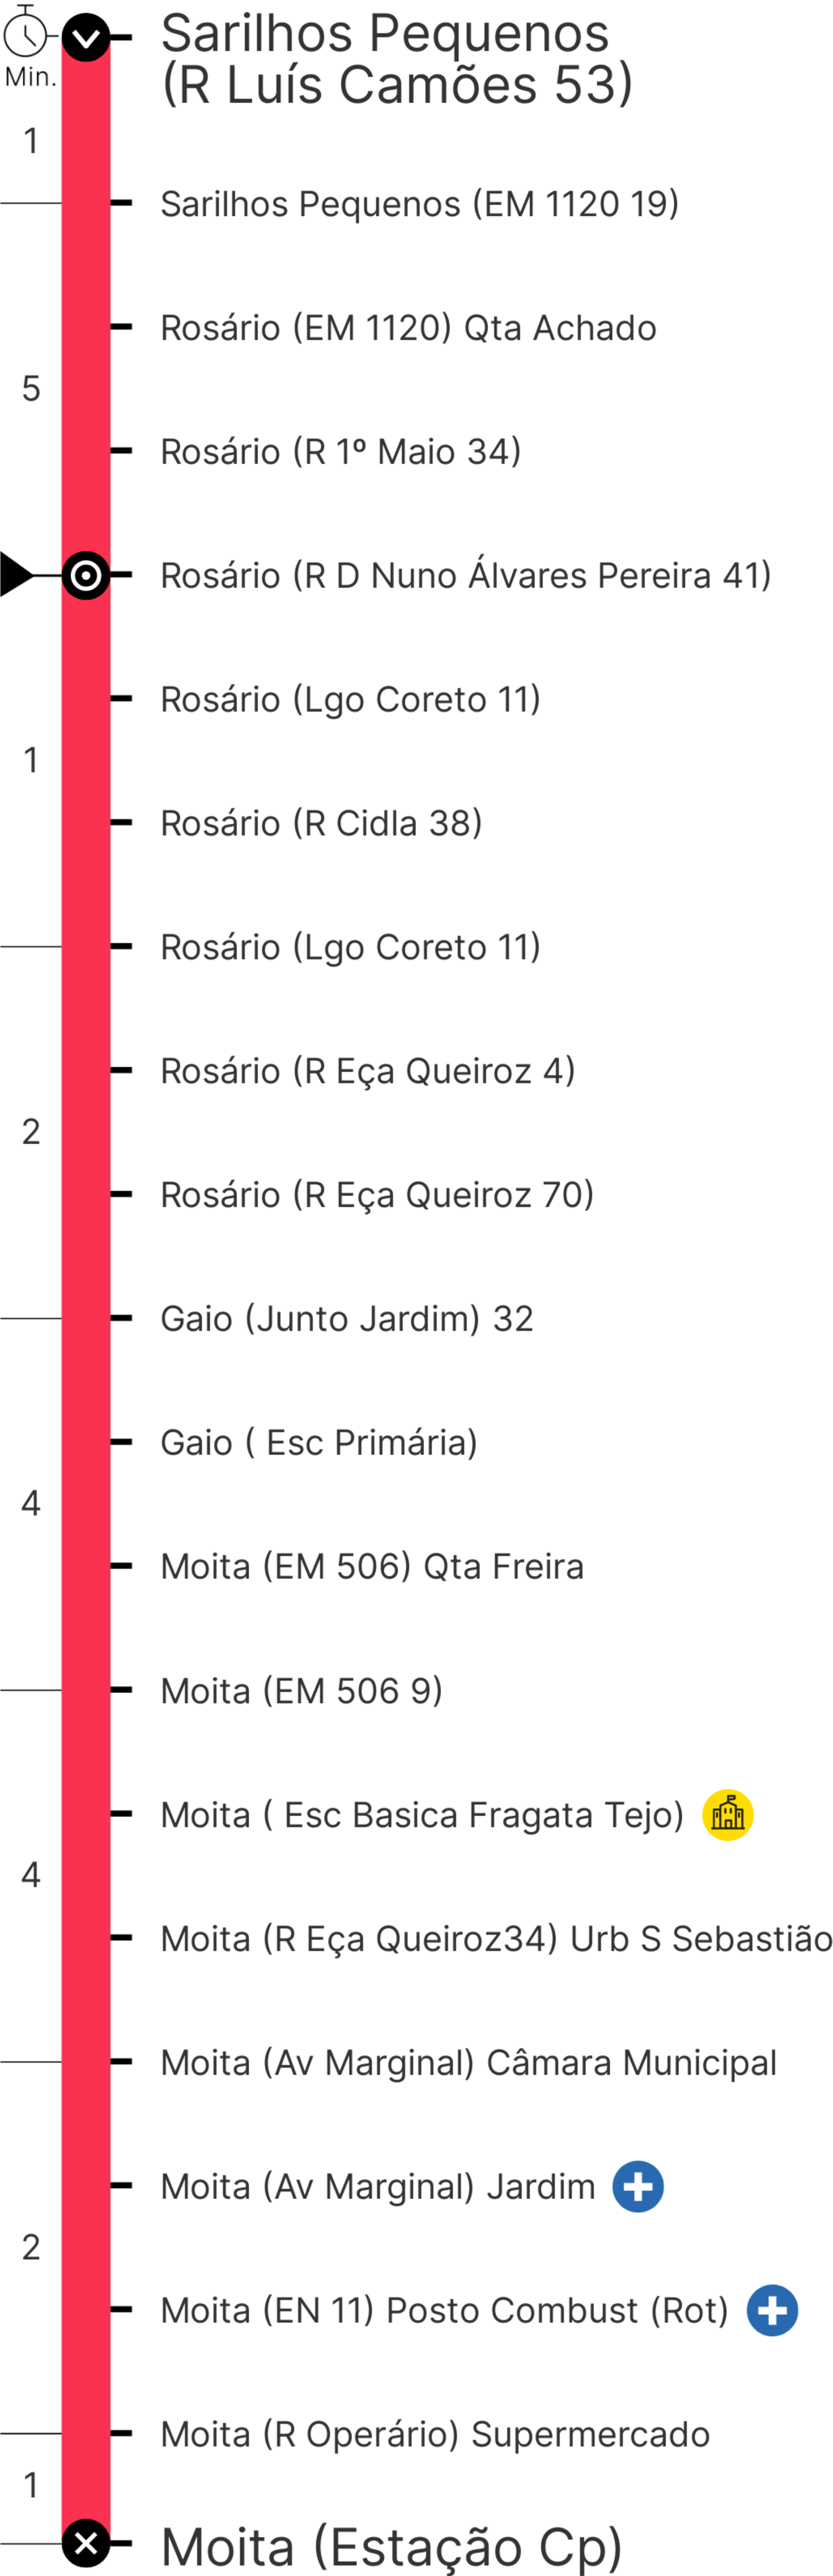 Sarilhos Pequenos
(R Luís Camões 53)
Min.
1
Sarilhos Pequenos (EM 1120 19)
Rosário (EM 1120) Qta Achado
5
Rosário (R 1º Maio 34)
Rosário (R D Nuno Álvares Pereira 41)
Rosário (Lgo Coreto 11)
1
Rosário (R Cidla 38)
Rosário (Lgo Coreto 11)
Rosário (R Eça Queiroz 4)
2
Rosário (R Eça Queiroz 70)
Gaio (Junto Jardim) 32
Gaio ( Esc Primária)
4
Moita (EM 506) Qta Freira
Moita (EM 506 9)
Moita ( Esc Basica Fragata Tejo)
4
Moita (R Eça Queiroz34) Urb S Sebastião
Moita (Av Marginal) Câmara Municipal
Moita (Av Marginal) Jardim
2
Moita (EN 11) Posto Combust (Rot)
Moita (R Operário) Supermercado
1
Moita (Estação Cp)